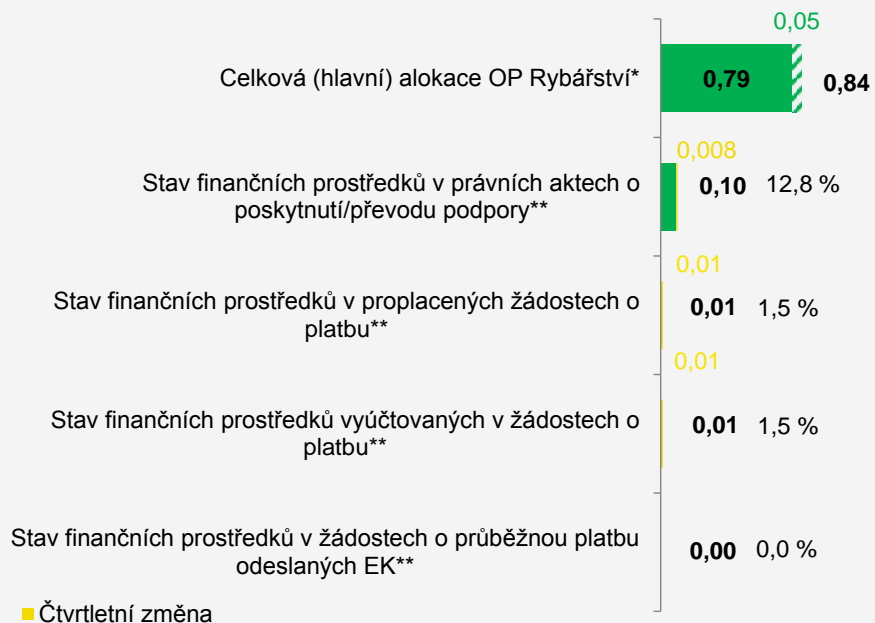 0,05
Celková (hlavní) alokace OP Rybářství*
0,79
0,84
0,008
Stav finančních prostředků v právních aktech o
poskytnutí/převodu podpory**
0,10 12,8 %
0,01
Stav finančních prostředků v proplacených žádostech o
platbu**
0,01 1,5 %
0,01
Stav finančních prostředků vyúčtovaných v žádostech o
platbu**
0,01 1,5 %
Stav finančních prostředků v žádostech o průběžnou platbu
odeslaných EK**
0,00 0,0 %
Čtvrtletní změna